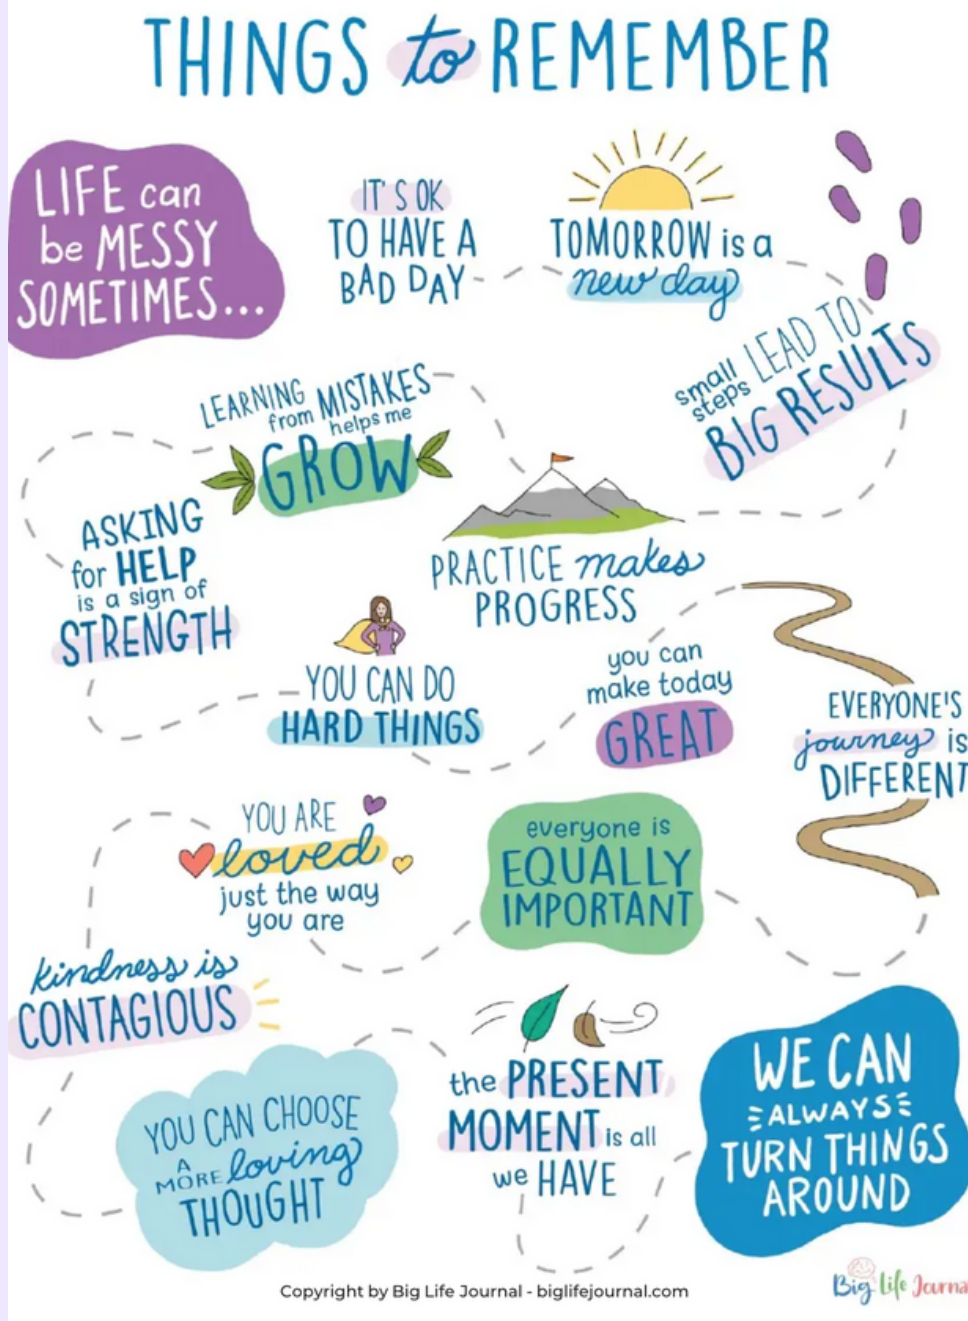 THINGS to REMEMBER
LIFE can
be MESSY
SOMETIMES...
IT'S OK
TO HAVE A
BAD DAY
TOMORROW is a
new day
small
steps LEAD TO
BIG RESULTS
LEARNING
from MISTAKES
helps me
GROW
ASKING
for HELP
is a sign of
STRENGTH
PRACTICE makes
PROGRESS
YOU CAN DO
HARD THINGS
you can
make today
GREAT
EVERYONE'S
journey is
DIFFERENT
YOU ARE
loved
just the way
you are
everyone is
EQUALLY
IMPORTANT
kindness is
CONTAGIOUS
YOU CAN CHOOSE
A
MORE loving
THOUGHT
the PRESENT
MOMENT is all
we HAVE
WE CAN
ALWAYS
TURN THINGS
AROUND
Copyright by Big Life Journal - biglifejournal.com
Big Life Journa